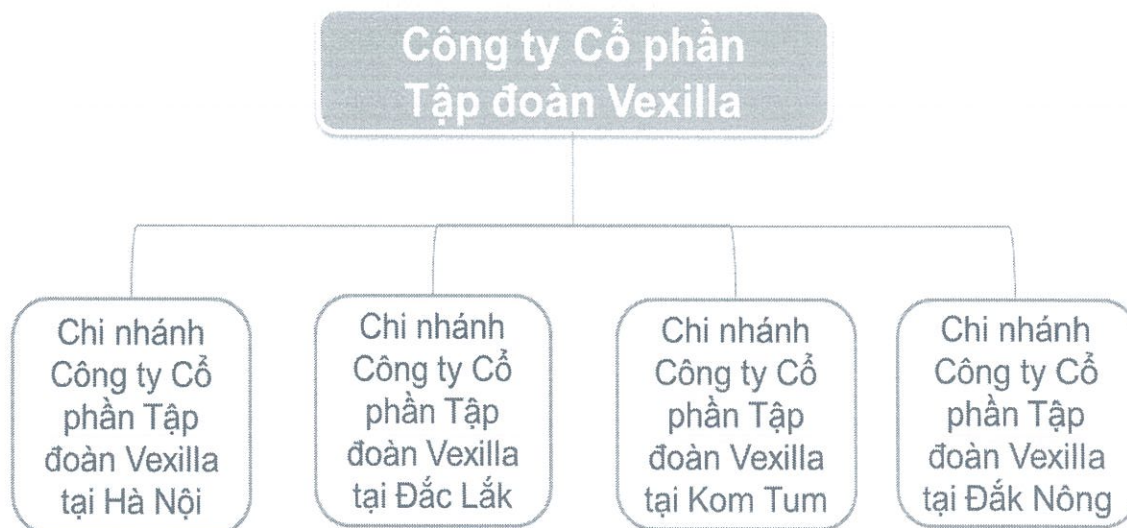 Công ty Cổ phần
Tập đoàn Vexilla
Chi nhánh
Công ty Cổ
phần Tập
đoàn Vexilla
tại Hà Nội
Chi nhánh
Công ty Cổ
phần Tập
đoàn Vexilla
tại Đắc Lắk
Chi nhánh
Công ty Cổ
phần Tập
đoàn Vexilla
tại Kom Tum
Chi nhánh
Công ty Cổ
phần Tập
đoàn Vexilla
tại Đắk Nông